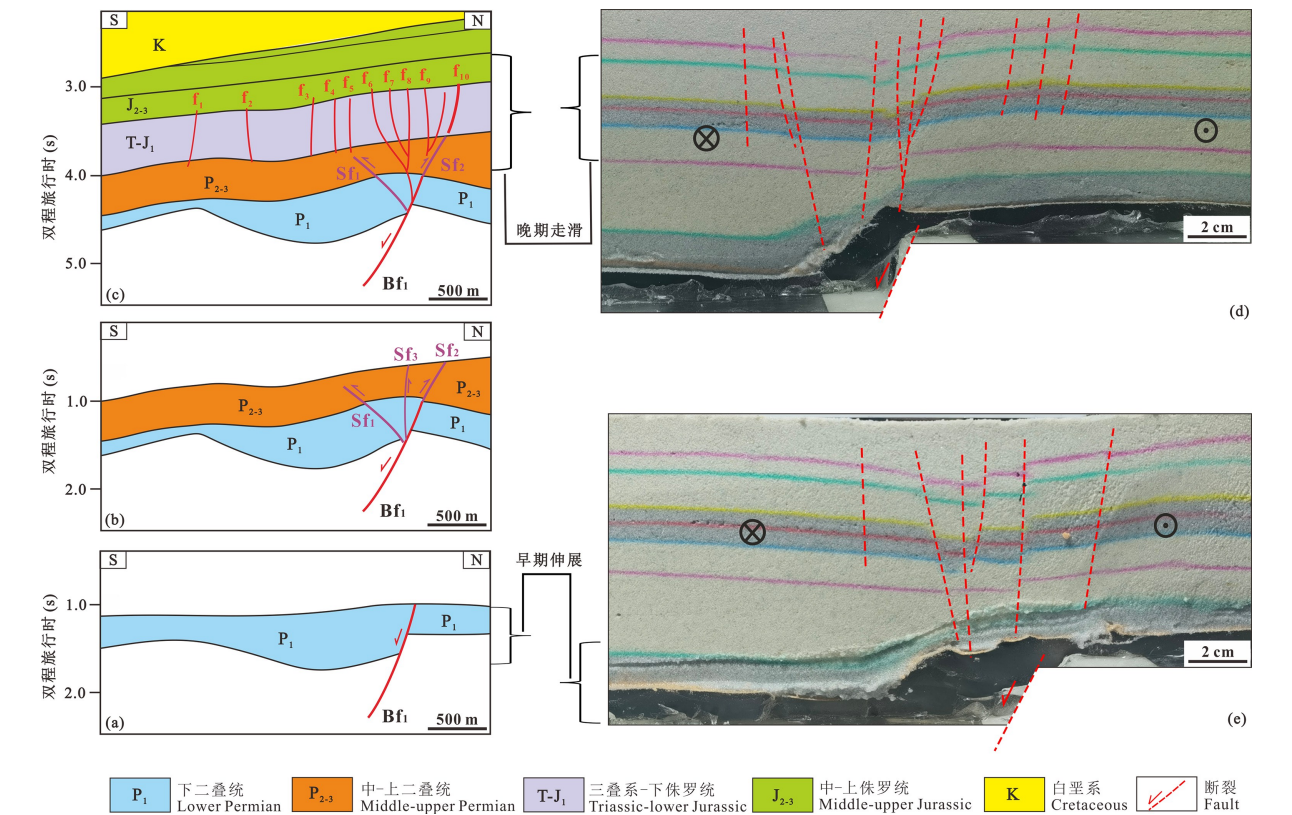 S
N
K
J2-3
T-J1
P2-3
P1
P1
f1
f2
f3
f4
f5
f6
f7
f8
f9
f10
Sf1
Sf2
Bf1
3.0
4.0
5.0
双程旅行时 (s)
(c)
500 m
晚期走滑
2 cm
(d)
S
N
Sf3
Sf2
Sf1
P2-3
P2-3
P1
P1
Bf1
1.0
2.0
双程旅行时 (s)
(b)
500 m
S
N
P1
P1
Bf1
1.0
2.0
双程旅行时 (s)
(a)
500 m
早期伸展
2 cm
(e)
P1
下二叠统
Lower Permian
P2-3
中-上二叠统
Middle-upper Permian
T-J1
三叠系-下侏罗统
Triassic-lower Jurassic
J2-3
中-上侏罗统
Middle-upper Jurassic
K
白垩系
Cretaceous
断裂
Fault